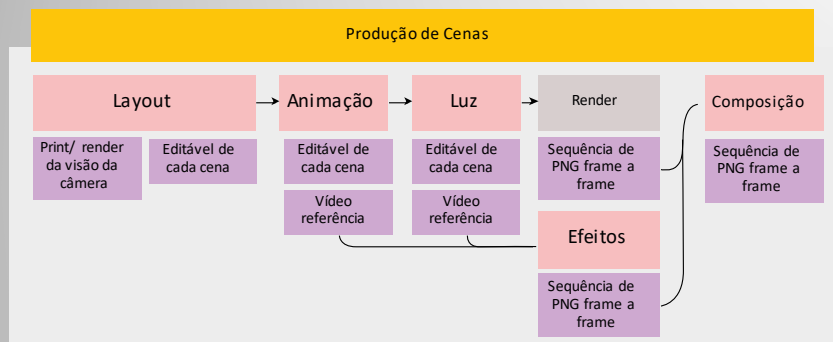 Produção de Cenas
Layout
Print/ render
da visão da
câmera
Editável de
cada cena
Animação
Editável de
cada cena
Vídeo
referência
Luz
Editável de
cada cena
Vídeo
referência
Render
Sequência de
PNG frame a
frame
Efeitos
Sequência de
PNG frame a
frame
Composição
Sequência de
PNG frame a
frame